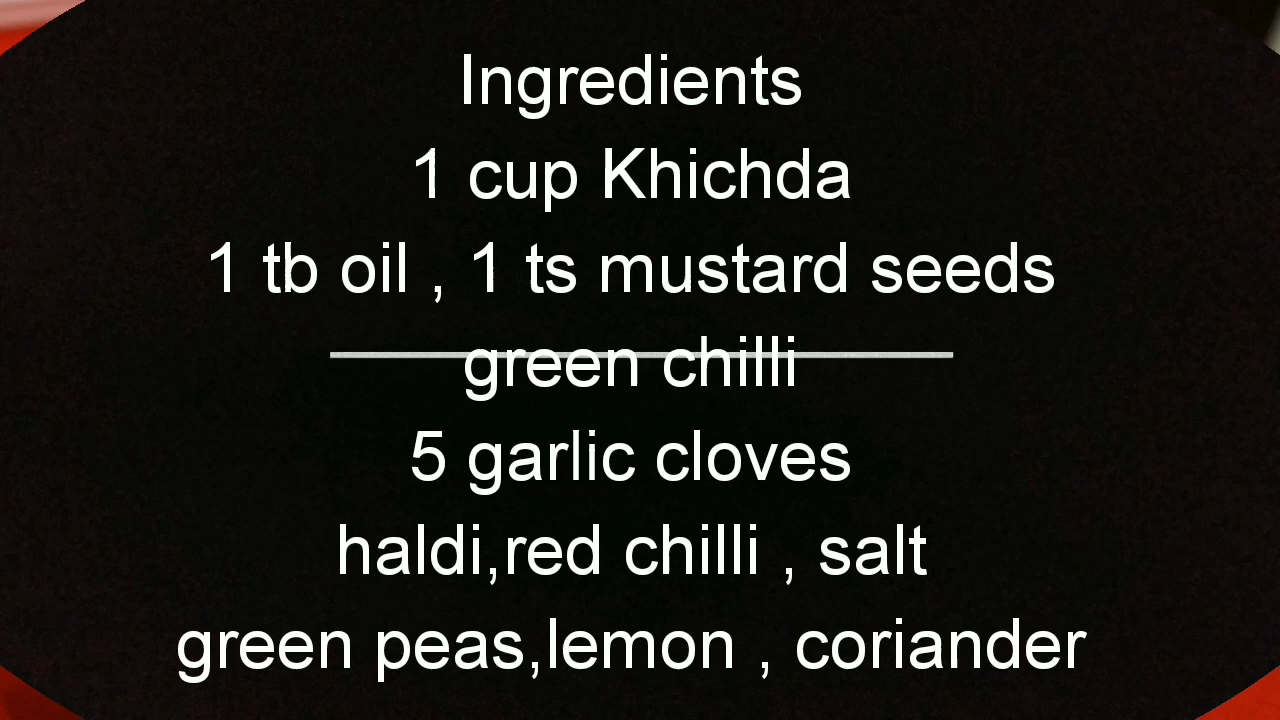 Ingredients
1 cup Khichda
1 tb oil , 1 ts mustard seeds
green chilli
5 garlic cloves
haldi,red chilli , salt
green peas,lemon , coriander